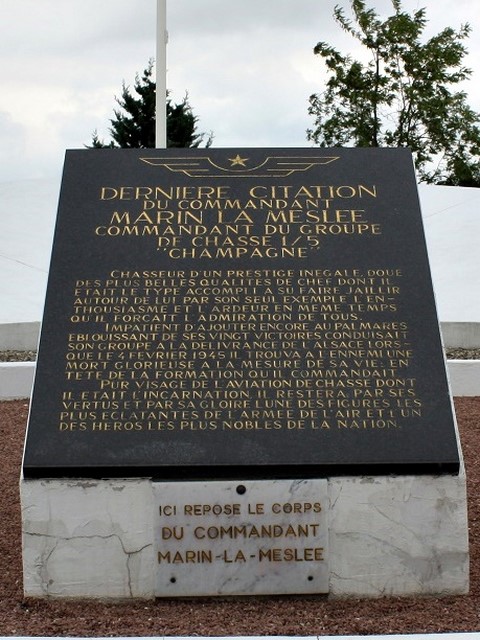 DERNIERE CITATION
DU COMMANDANT
MARIN LA MESLEE
COMMANDANT DU GROUPE
DE CHASSE 1/5
"CHAMPAGNE"
CHASSEUR D'UN PRESTIGE INEGALE, DOUE
DES PLUS BELLES QUALITES DE CHEF DONT IL
ETAIT LE TYPE ACCOMPLI, A SU FAIRE JAILLIR
AUTOUR DE LUI PAR SON SEUL EXEMPLE L'EN-
THOUSIASME ET L'ARDEUR EN MEME TEMPS
QU'IL FORCAIT L'ADMIRATION DE TOUS.
IMPATIENT D'AJOUTER ENCORE AU PALMARES
EBLOUISSANT DE SES VINGT VICTOIRES CONDUISAIT
SON GROUPE A LA DELIVRANCE DE L'ALSACE LORS-
QUE LE 4 FEVRIER 1945 IL TROUVA A L'ENNEMI UNE
MORT GLORIEUSE A LA MESURE DE SA VIE: EN
TETE DE LA FORMATION QU'IL COMMANDAIT.
PUR VISAGE DE L'AVIATION DE CHASSE DONT
IL ETAIT L'INCARNATION IL RESTERA, PAR SES
VERTUS ET PAR SA GLOIRE L'UNE DES FIGURES LES
PLUS ECLATANTES DE L'ARMEE DE L'AIR ET L'UN
DES HEROS LES PLUS NOBLES DE LA NATION.
ICI REPOSE LE CORPS
DU COMMANDANT
MARIN-LA-MESLEE